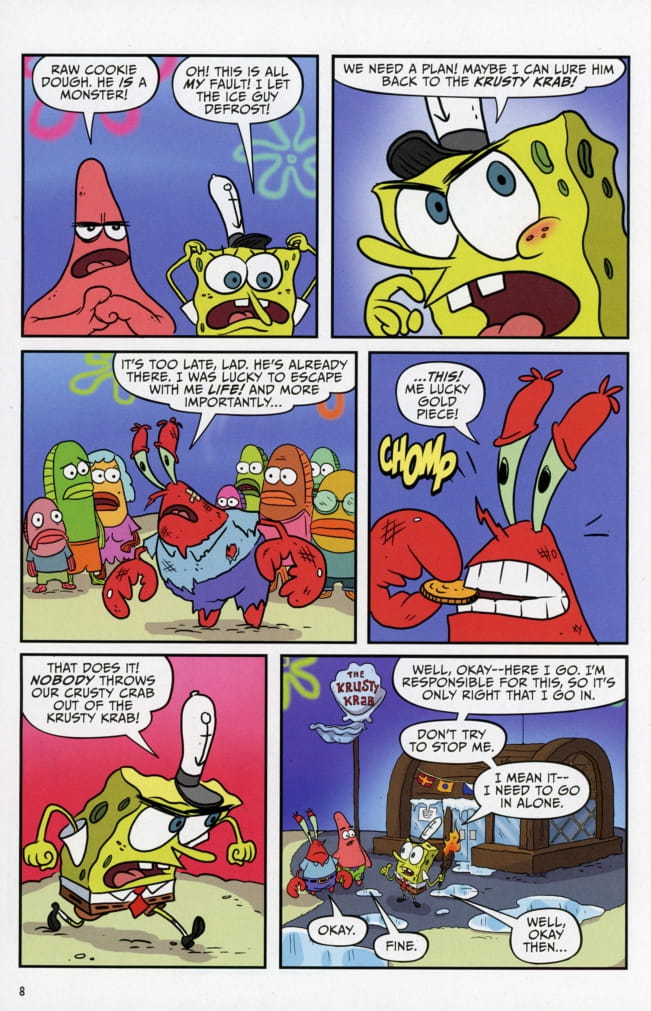 RAW COOKIE
DOUGH. HE IS A
MONSTER!
OH! THIS IS ALL
MY FAULT! I LET
THE ICE GUY
DEFROST!
WE NEED A PLAN! MAYBE I CAN LURE HIM
BACK TO THE KRUSTY KRAB!
IT'S TOO LATE, LAD. HE'S ALREADY
THERE. I WAS LUCKY TO ESCAPE
WITH ME LIFE! AND MORE
IMPORTANTLY...
...THIS!
ME LUCKY
GOLD
PIECE!
CHOMP
THAT DOES IT!
NOBODY THROWS
OUR CRUSTY CRAB
OUT OF THE
KRUSTY KRAB!
THE
KRUSTY
KRAB
WELL, OKAY--HERE I GO. I'M
RESPONSIBLE FOR THIS, SO IT'S
ONLY RIGHT THAT I GO IN.
DON'T TRY
TO STOP ME.
I MEAN IT--
I NEED TO GO
IN ALONE.
OKAY.
FINE.
WELL,
OKAY
THEN...
8